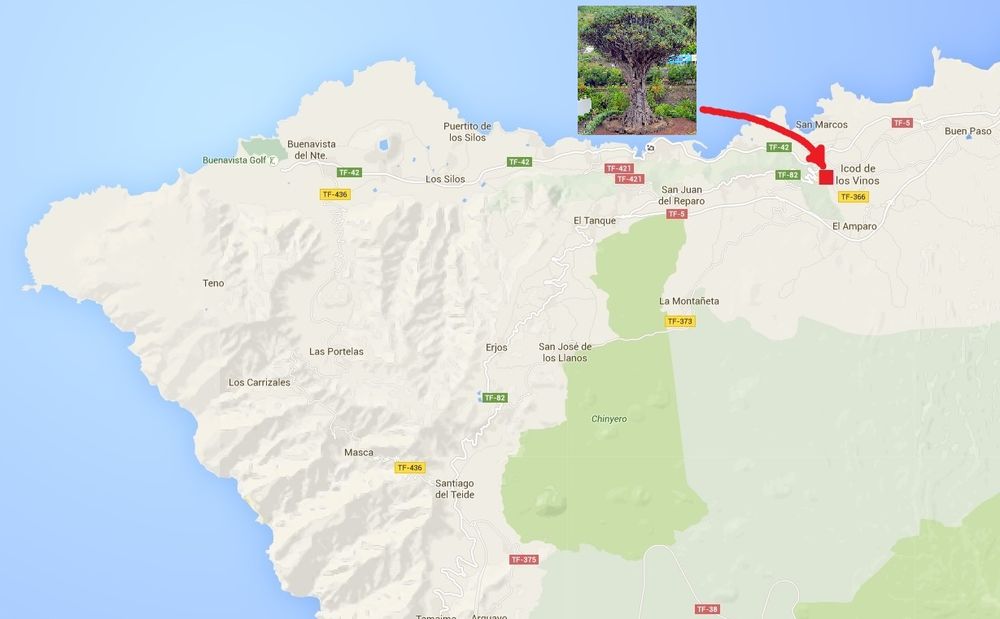 San Marcos
TF-5
Buen Paso
Puertito de
los Silos
Buenavista
del Nte.
TF-42
TF-42
TF-42
Buenavista Golf
TF-421
TF-421
TF-82
Icod de
los Vinos
Los Silos
TF-436
San Juan
del Reparo
TF-366
TF-5
El Tanque
El Amparo
Teno
La Montañeta
TF-373
Las Portelas
Erjos
San José de
los Llanos
Los Carrizales
TF-82
Chinyero
Masca
TF-436
Santiago
del Teide
TF-375
TF-38
Tamaimo
Arguayo